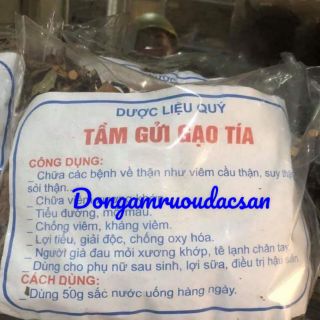 DƯỢC LIỆU QUÝ
TẦM GỬI GẠO TÍA
CÔNG DỤNG:
_ Chữa các bệnh về thận như viêm cầu thận, suy thận
sỏi thận.
_ Chữa
Dongamruoudacsan
_ Tiểu đường, mỡ máu.
_ Chống viêm, kháng viêm.
_ Lợi tiểu, giải độc, chống oxy hóa.
_ Người già đau mỏi xương khớp, tê lạnh chân tay.
_ Dùng cho phụ nữ sau sinh, lợi sữa, điều trị hậu sản.
CÁCH DÙNG:
_ Dùng 50g sắc nước uống hàng ngày.